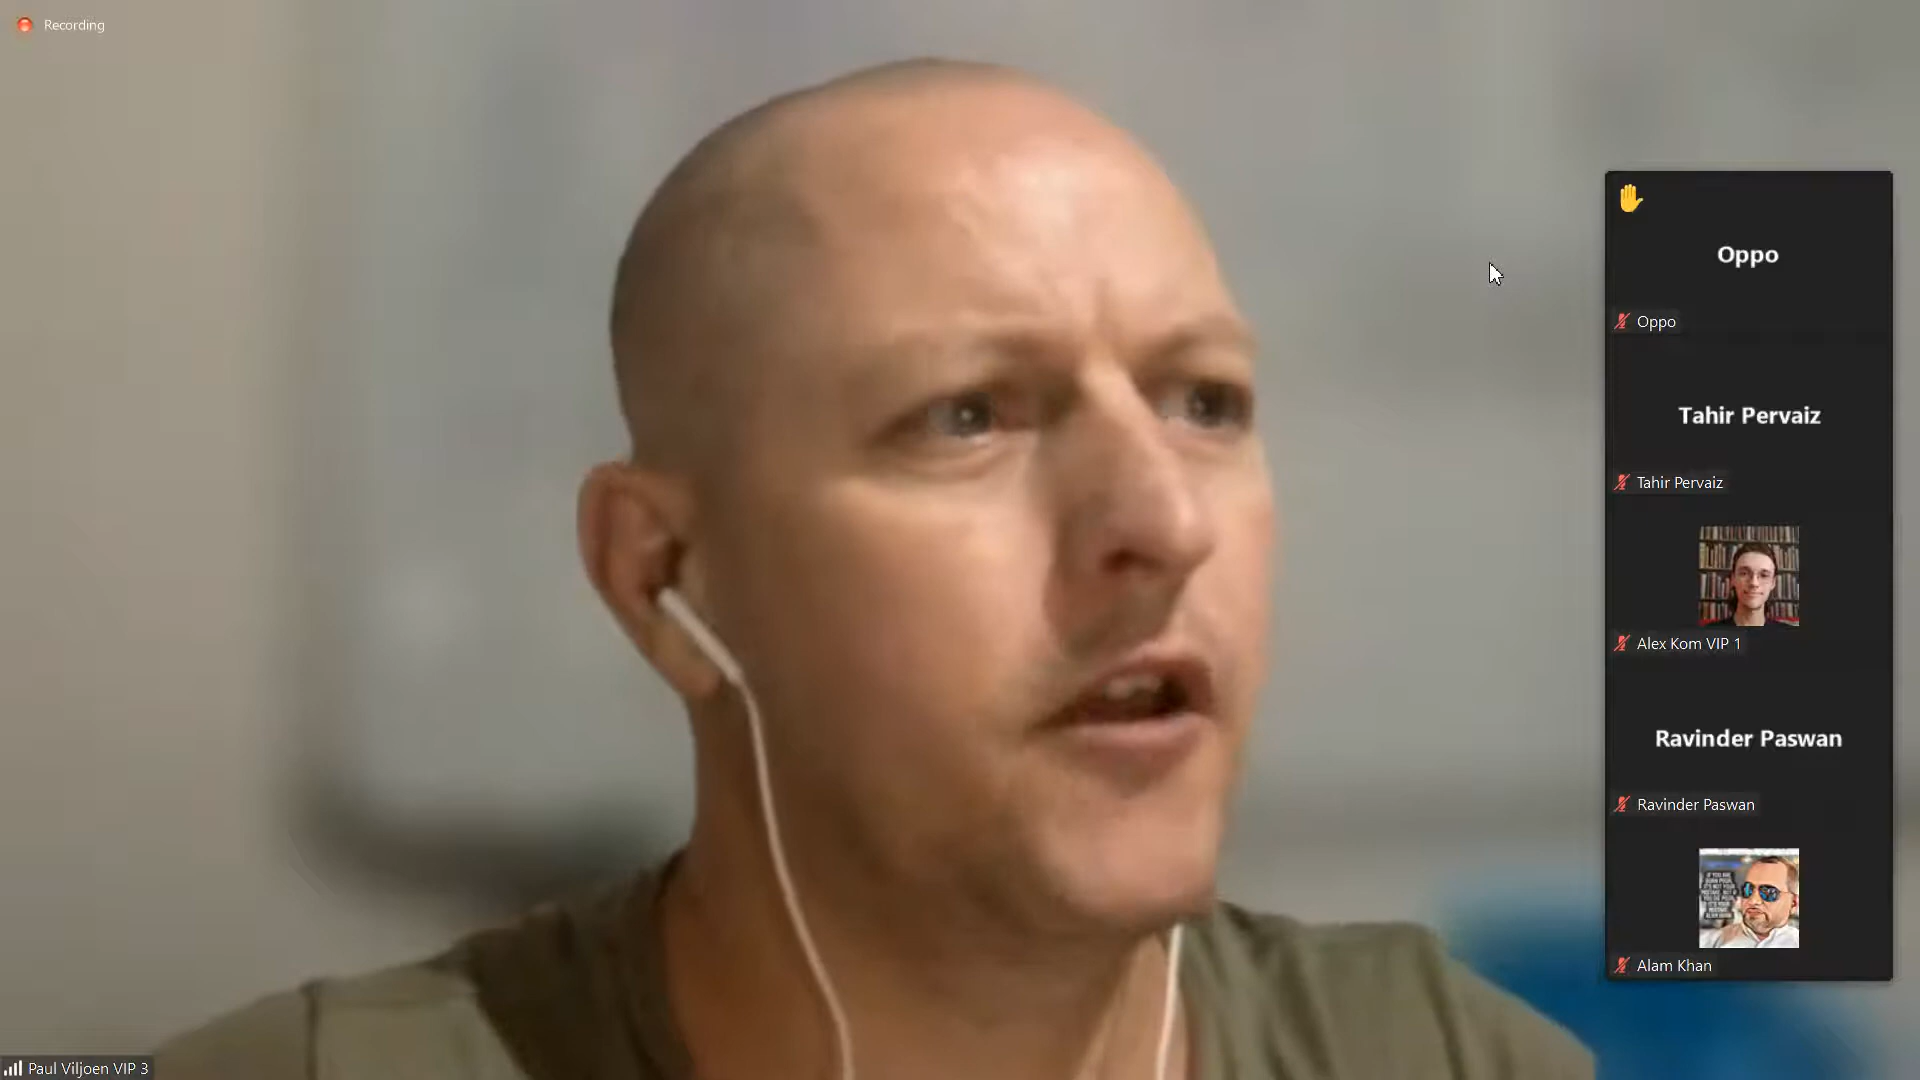 Recording
Oppo
Oppo
Tahir Pervaiz
Tahir Pervaiz
Alex Kom VIP 1
Ravinder Paswan
Ravinder Paswan
Alam Khan
Paul Viljoen VIP 3